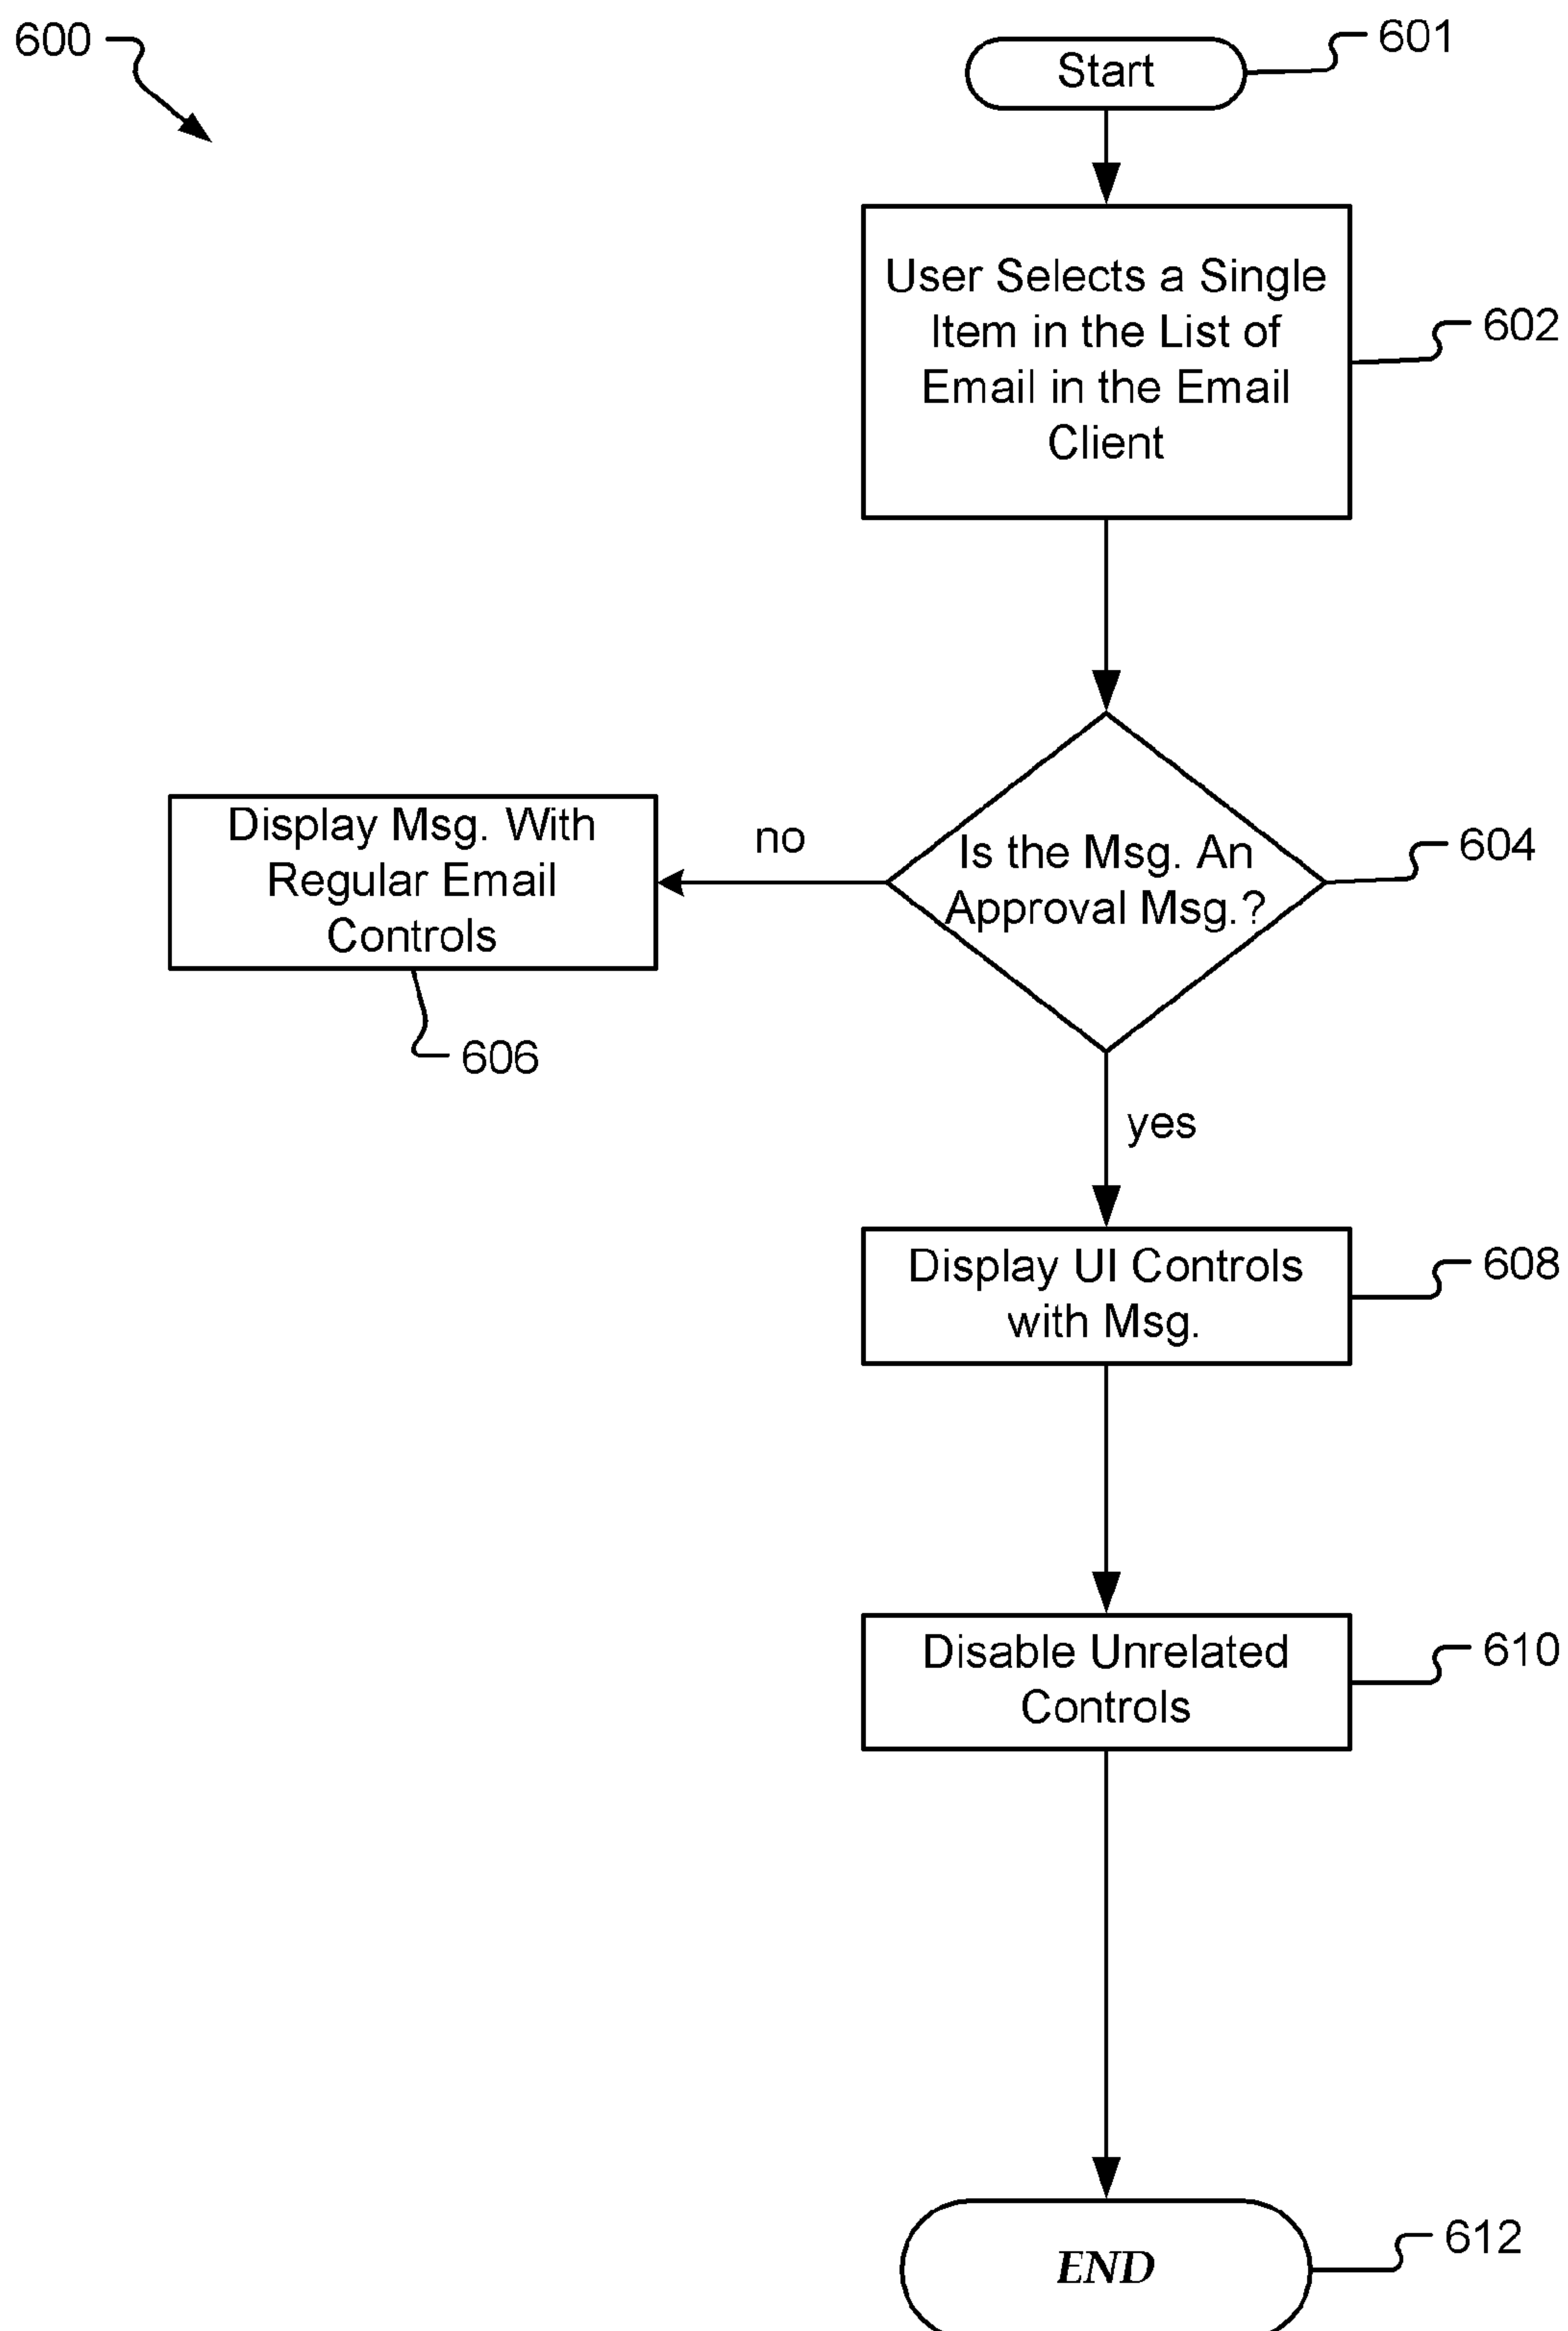 600
Start
601
User Selects a Single
Item in the List of
Email in the Email
Client
602
Is the Msg. An
Approval Msg.?
604
no
Display Msg. With
Regular Email
Controls
606
yes
Display UI Controls
with Msg.
608
Disable Unrelated
Controls
610
END
612